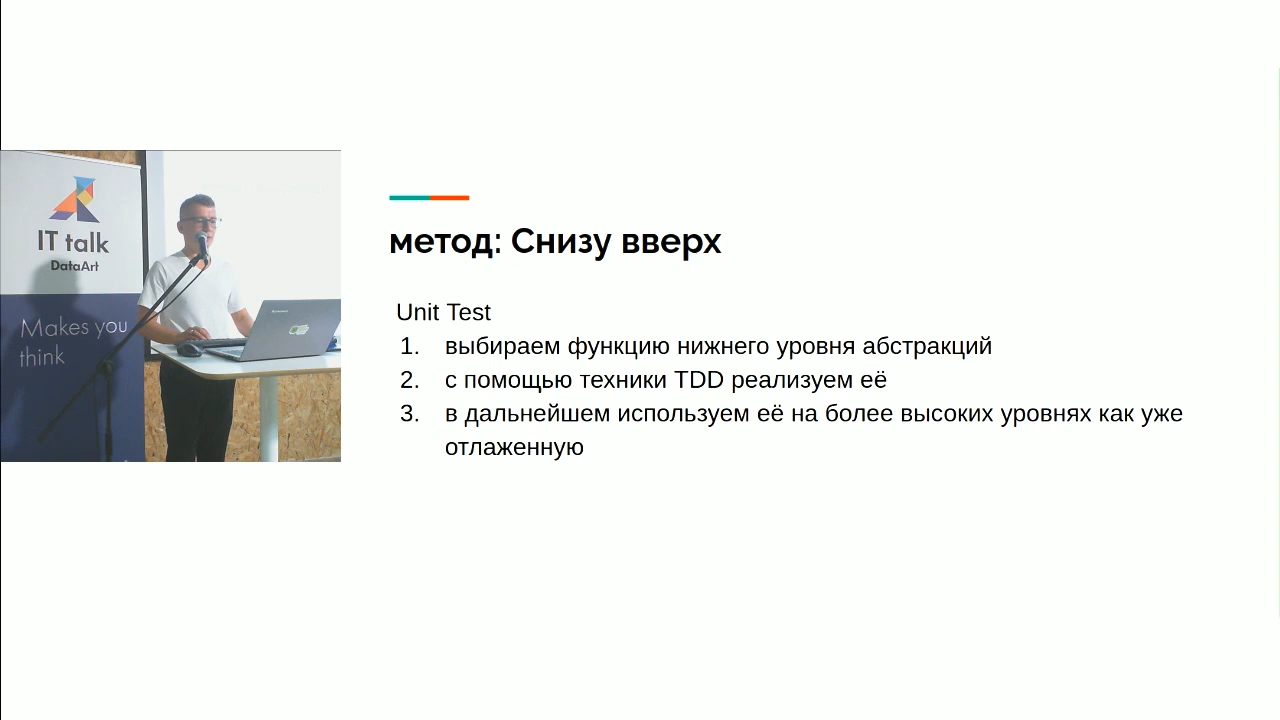 IT talk
DataArt
Makes you
think
метод: Снизу вверх
Unit Test
1. выбираем функцию нижнего уровня абстракций
2. с помощью техники TDD реализуем её
3. в дальнейшем используем её на более высоких уровнях как уже
отлаженную